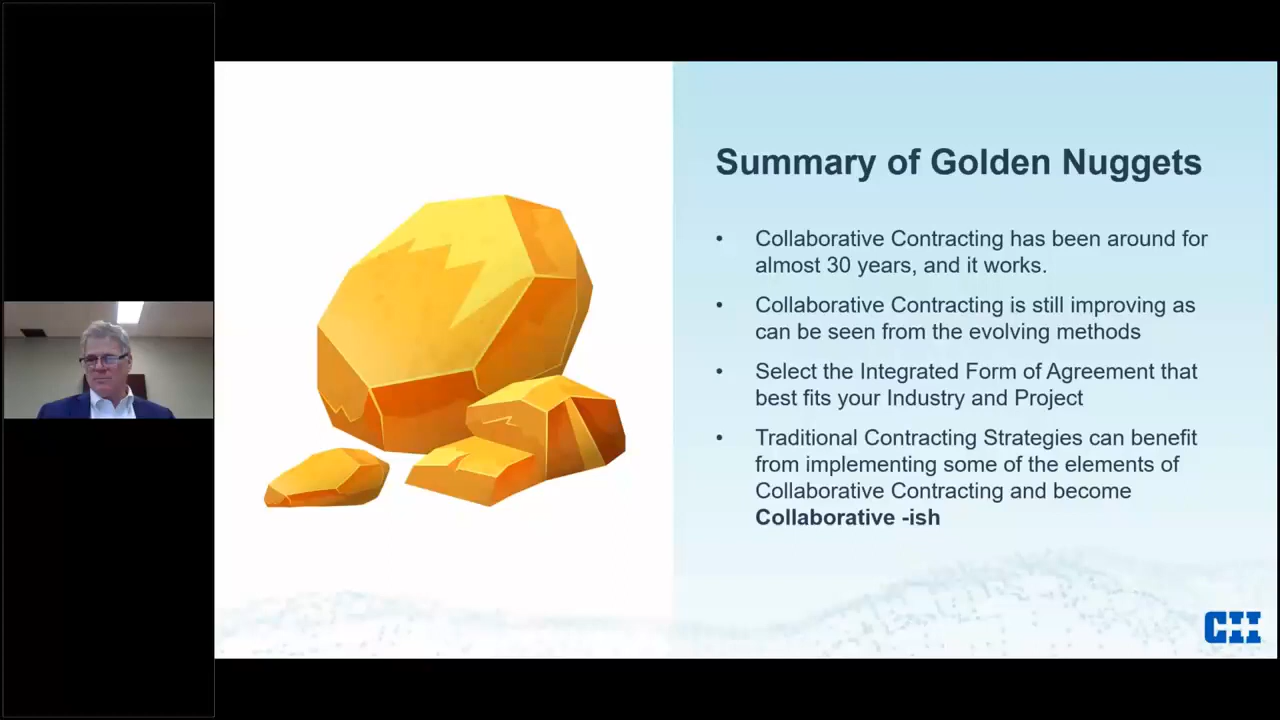 Summary of Golden Nuggets
• Collaborative Contracting has been around for
almost 30 years, and it works.
• Collaborative Contracting is still improving as
can be seen from the evolving methods
• Select the Integrated Form of Agreement that
best fits your Industry and Project
• Traditional Contracting Strategies can benefit
from implementing some of the elements of
Collaborative Contracting and become
Collaborative -ish
CII